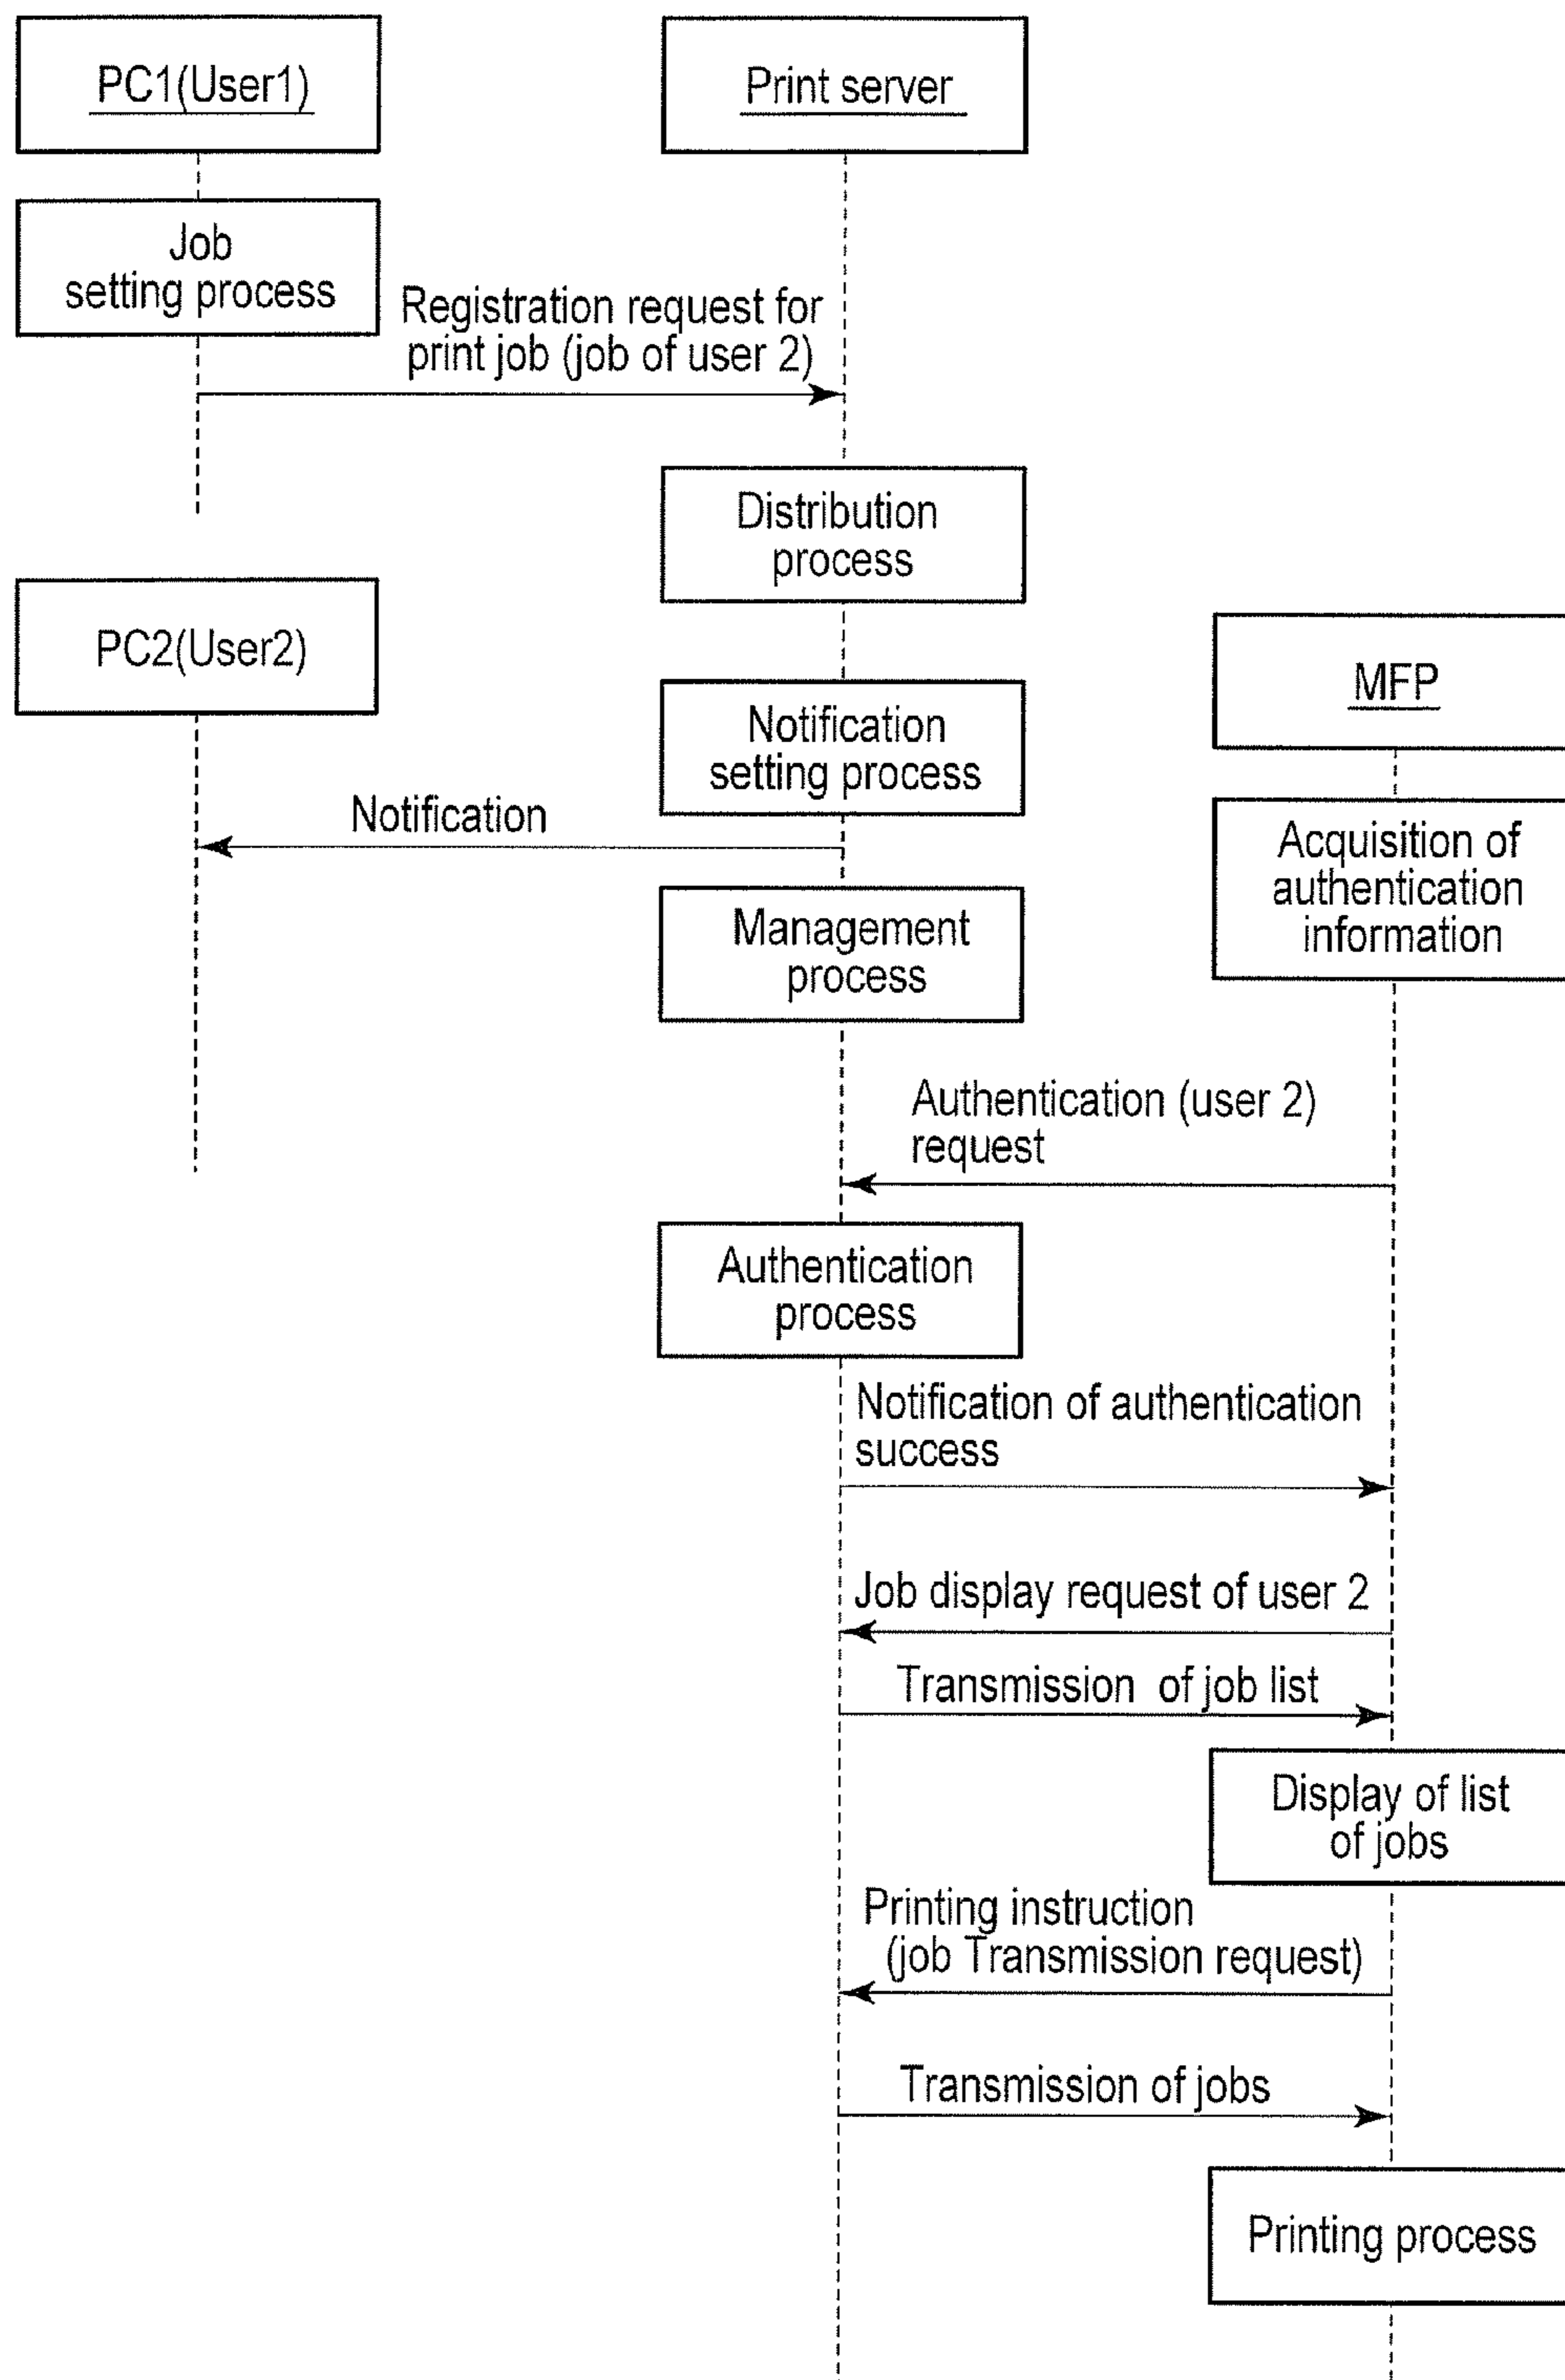 PC1(User1)
Print server
Job
setting process
Registration request for
print job (job of user 2)
Distribution
process
PC2(User2)
MFP
Notification
setting process
Notification
Acquisition of
authentication
information
Management
process
Authentication (user 2)
request
Authentication
process
Notification of authentication
success
Job display request of user 2
Transmission of job list
Display of list
of jobs
Printing instruction
(job Transmission request)
Transmission of jobs
Printing process